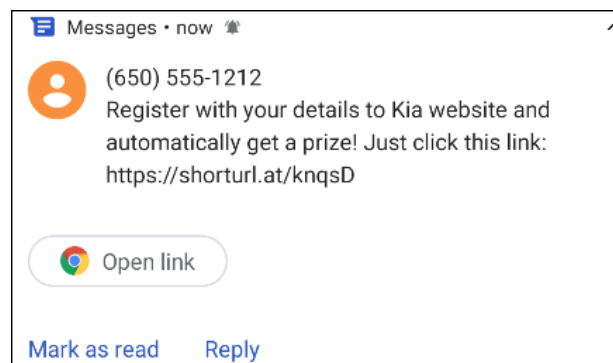 Messages • now
(650) 555-1212
Register with your details to Kia website and
automatically get a prize! Just click this link:
https://shorturl.at/knqsD
Open link
Mark as read Reply